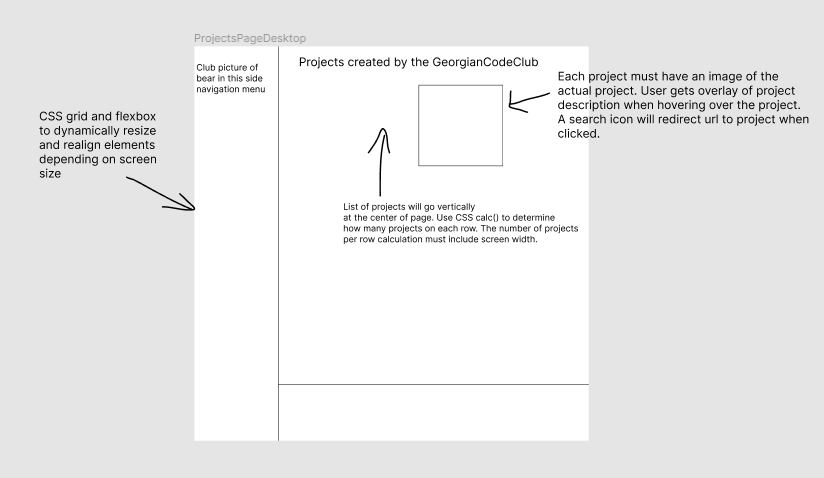 ProjectsPageDesktop
Club picture of
bear in this side
navigation menu
Projects created by the GeorgianCodeClub
Each project must have an image of the
actual project. User gets overlay of project
description when hovering over the project.
A search icon will redirect url to project when
clicked.
CSS grid and flexbox
to dynamically resize
and realign elements
depending on screen
size
List of projects will go vertically
at the center of page. Use CSS calc() to determine
how many projects on each row. The number of projects
per row calculation must include screen width.